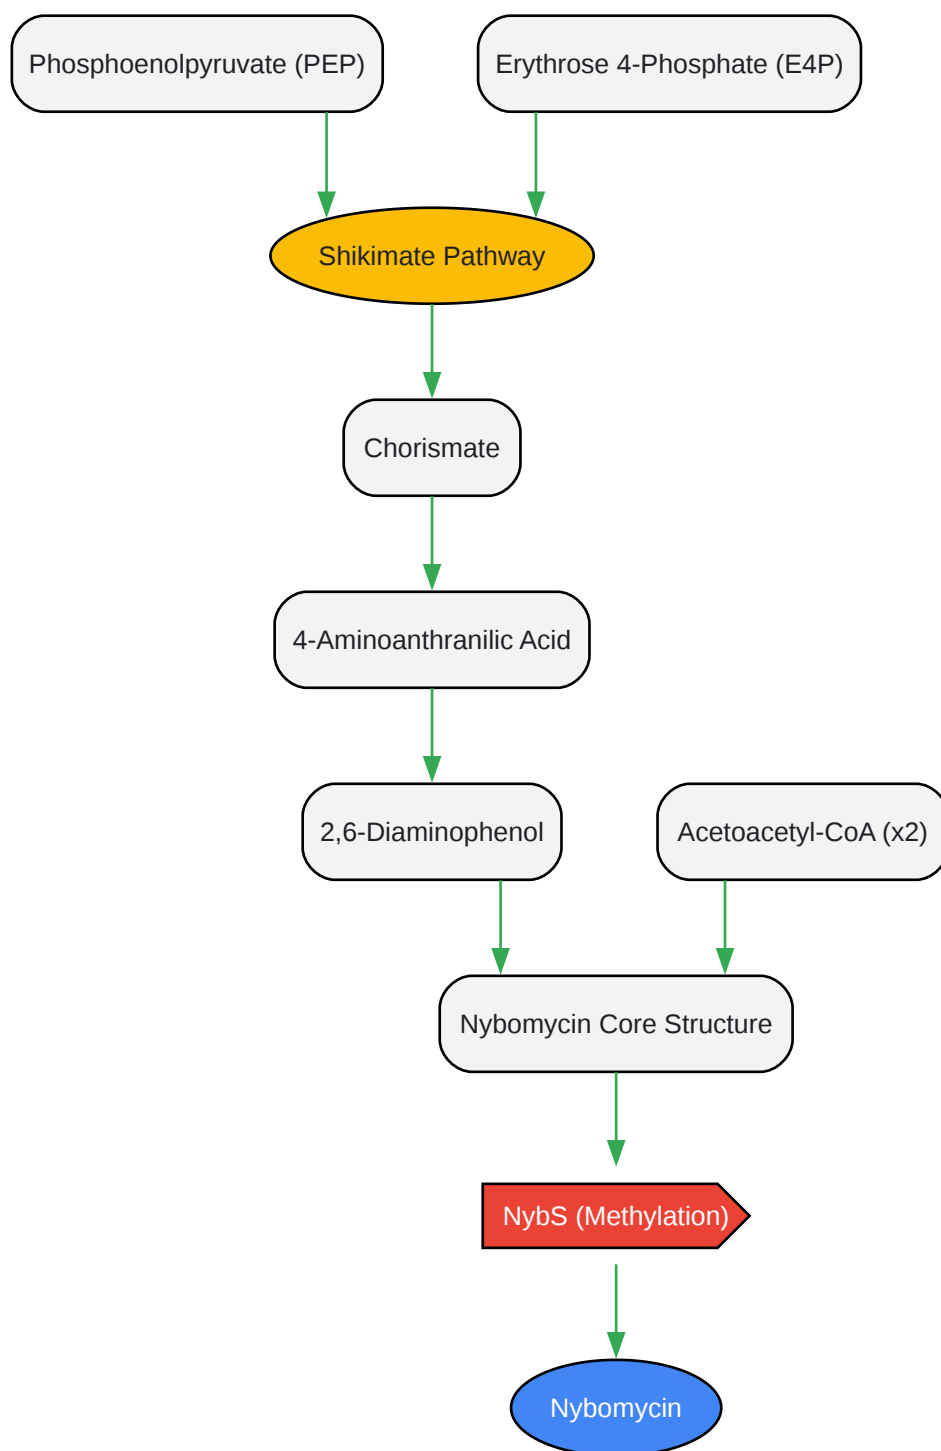 Phosphoenolpyruvate (PEP)
Erythrose 4-Phosphate (E4P)
Shikimate Pathway
Chorismate
4-Aminoanthranilic Acid
2,6-Diaminophenol
Acetoacetyl-CoA (x2)
Nybomycin Core Structure
NybS (Methylation)
Nybomycin